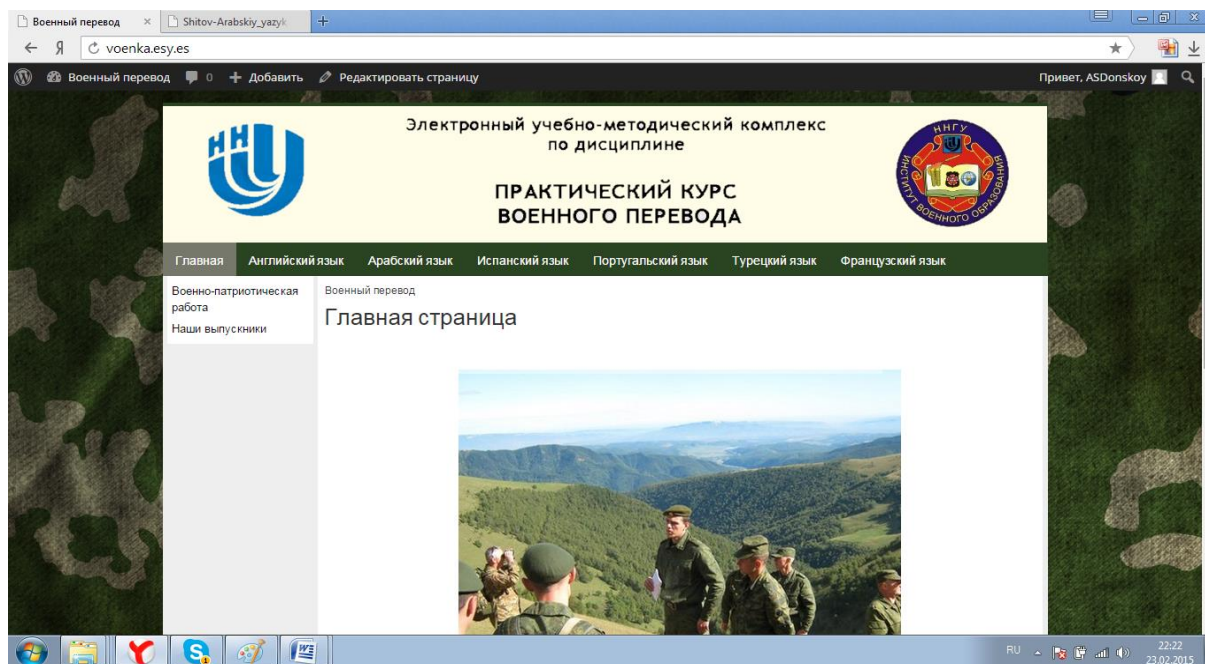 Военный перевод
Shitov-Arabskiy_yazyk
Я
voenka.esy.es
Военный перевод
0
Добавить
Редактировать страницу
Привет, ASDonskoy
ННУ
Электронный учебно-методический комплекс
по дисциплине
ПРАКТИЧЕСКИЙ КУРС
ВОЕННОГО ПЕРЕВОДА
ННГУ
ИНСТИТУТ ВОЕННОГО ОБРАЗОВАНИЯ
Главная
Английский язык
Арабский язык
Испанский язык
Португальский язык
Турецкий язык
Французский язык
Военно-патриотическая
работа
Наши выпускники
Военный перевод
Главная страница
RU
22:22
23.02.2015